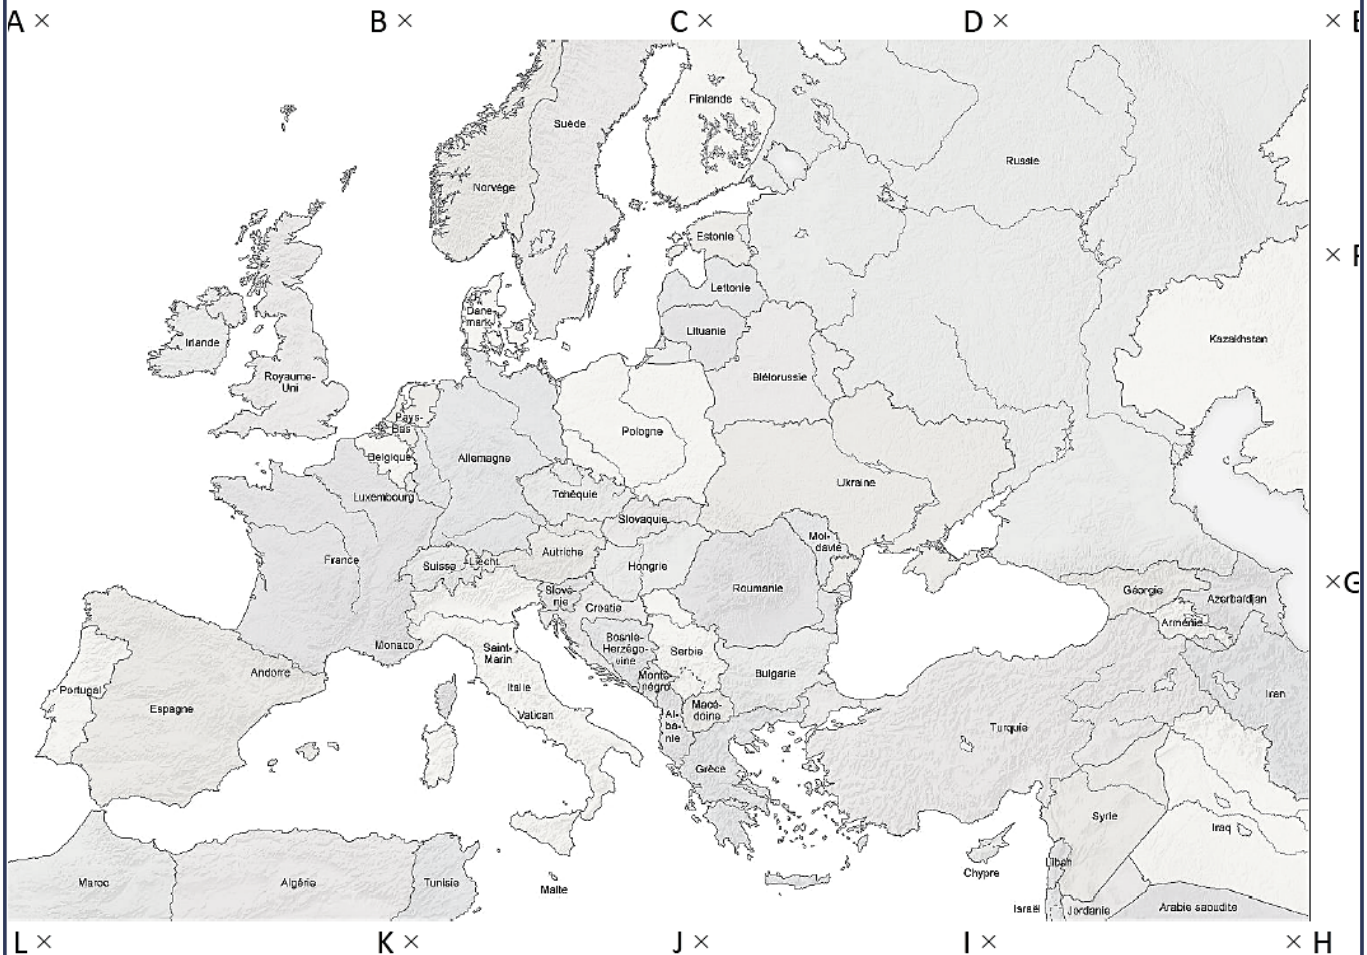 A × B × C × D × × E
Finlande
Suède
Russie
Norvège
Estonie
× F
Lettonie
Dane-
mark
Lituanie
Irlande
Kazakhstan
Royaume-
Uni
Biélorussie
Pays-
Bas
Pologne
Belgique
Allemagne
Ukraine
Tchéquie
Luxembourg
Slovaquie
Mol-
davie
Autriche
France
Suisse
Liecht.
Hongrie
Roumanie
× G
Géorgie
Slové-
nie
Azerbaïdjan
Croatie
Arménie
Bosnie-
Herzégo-
vine
Monaco
Saint-
Marin
Serbie
Andorre
Bulgarie
Monté-
négro
Portugal
Italie
Iran
Espagne
Macé-
doine
Vatican
Al-
ba-
nie
Turquie
Grèce
Syrie
Iraq
Liban
Chypre
Maroc
Algérie
Tunisie
Malte
Israël
Jordanie
Arabie saoudite
L × K × J × I × × H